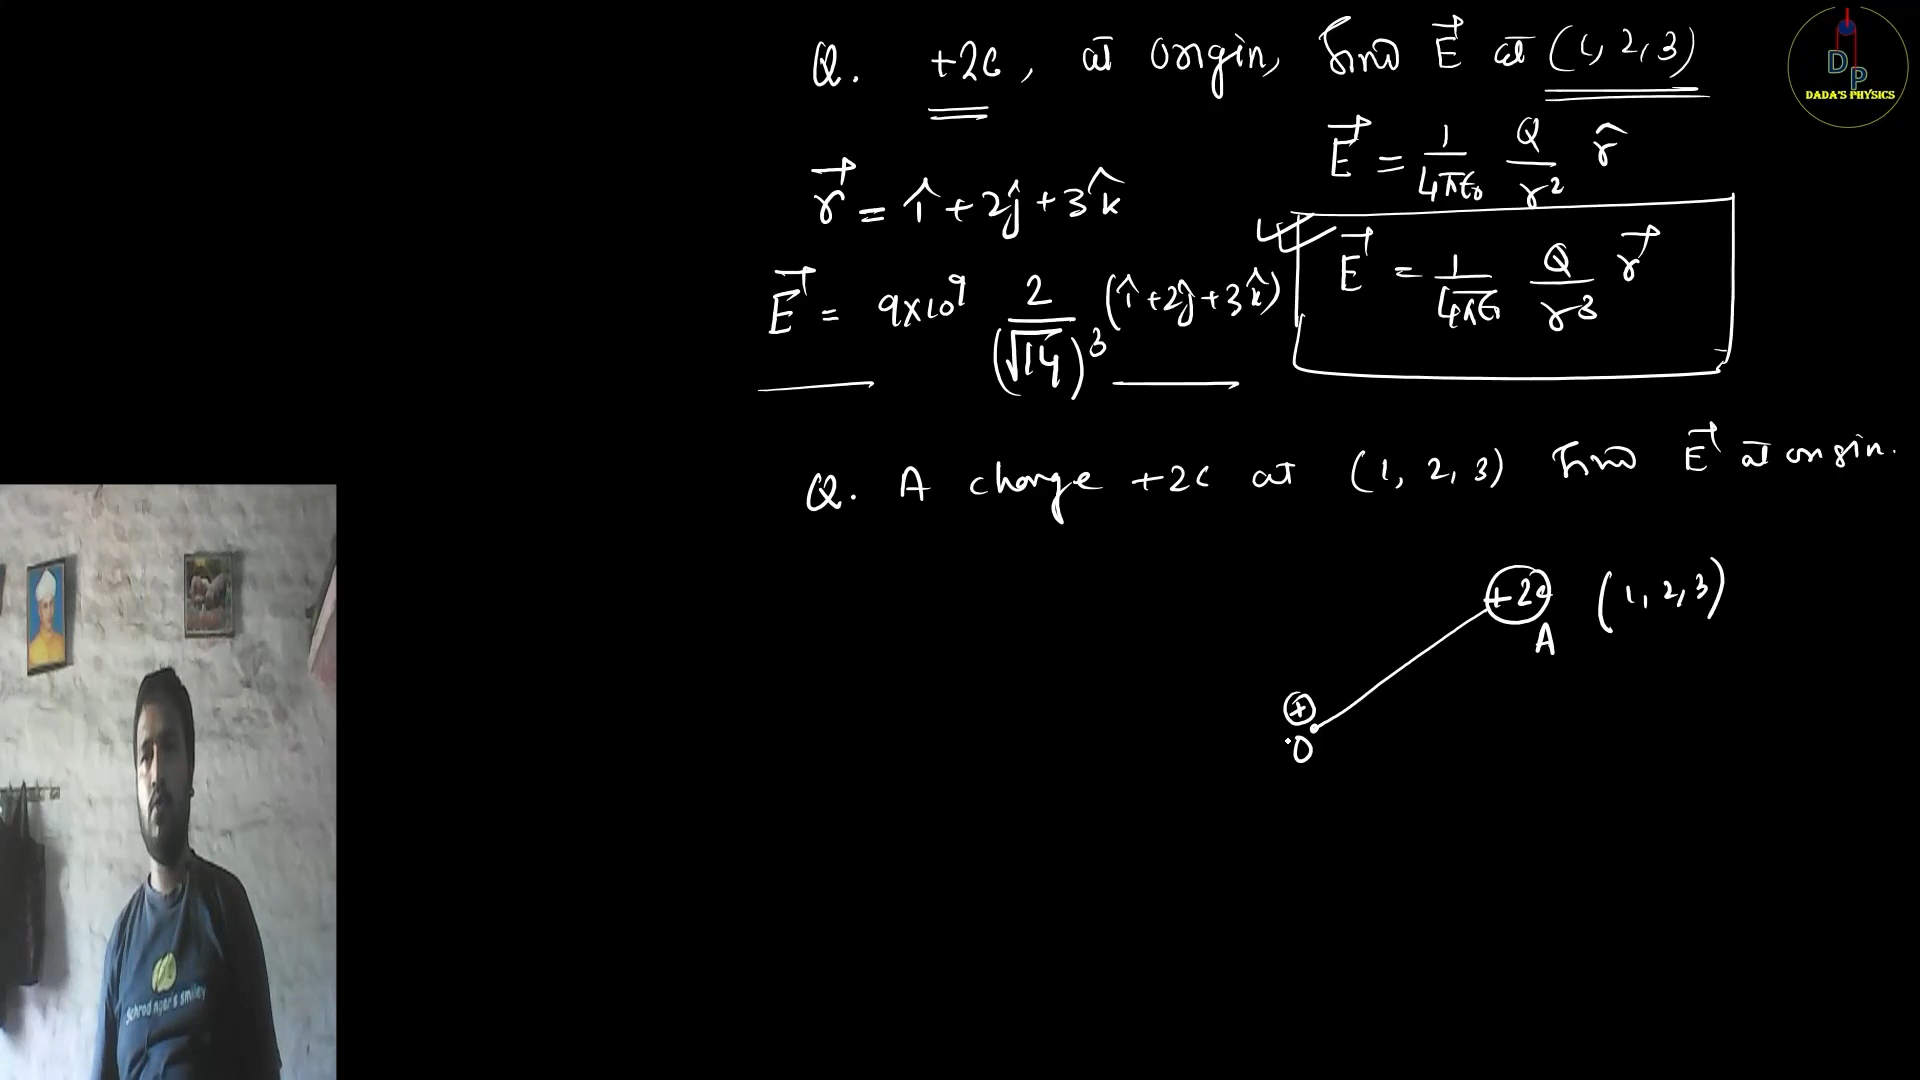 Q. +2C, at origin, find E⃗ at (1, 2, 3)
DP
DADA'S PHYSICS
E⃗ = 1/4πε₀ Q/r² r̂
r⃗ = î + 2ĵ + 3k̂
E⃗ = 1/4πε₀ Q/r³ r⃗
E⃗ = 9×10⁹ 2/(√14)³ (î + 2ĵ + 3k̂)
Q. A charge +2C at (1, 2, 3) find E⃗ at origin.
+2C (1, 2, 3)
A
+
O
Schrodinger's smiley